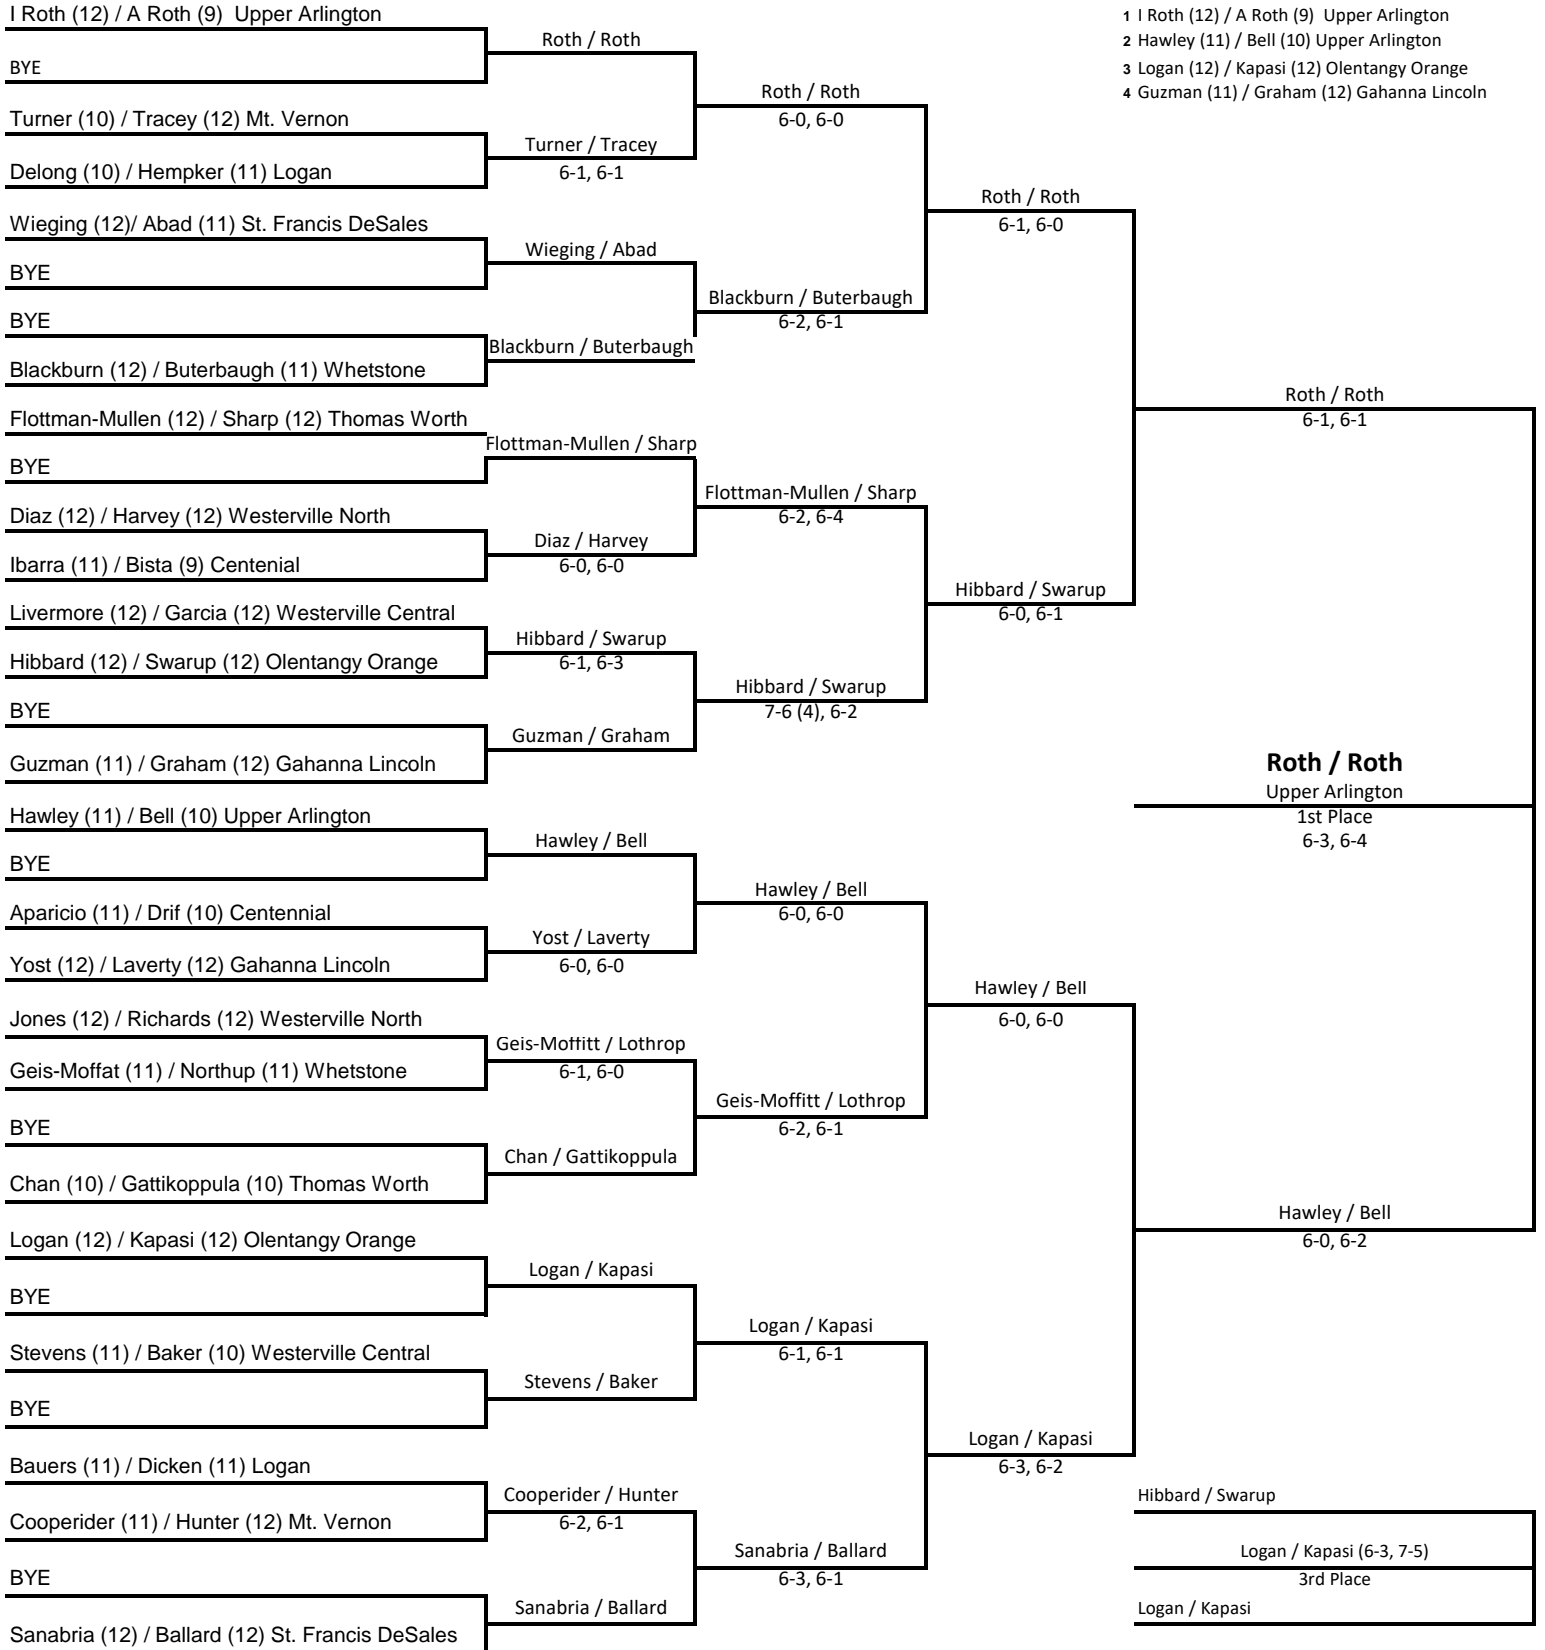 I Roth (12) / A Roth (9)  Upper Arlington
BYE
Turner (10) / Tracey (12) Mt. Vernon
Delong (10) / Hempker (11) Logan
Wieging (12)/ Abad (11) St. Francis DeSales
BYE
BYE
Blackburn (12) / Buterbaugh (11) Whetstone
Flottman-Mullen (12) / Sharp (12) Thomas Worth
BYE
Diaz (12) / Harvey (12) Westerville North
Ibarra (11) / Bista (9) Centenial
Livermore (12) / Garcia (12) Westerville Central
Hibbard (12) / Swarup (12) Olentangy Orange
BYE
Guzman (11) / Graham (12) Gahanna Lincoln
Hawley (11) / Bell (10) Upper Arlington
BYE
Aparicio (11) / Drif (10) Centennial
Yost (12) / Laverty (12) Gahanna Lincoln
Jones (12) / Richards (12) Westerville North
Geis-Moffat (11) / Northup (11) Whetstone
BYE
Chan (10) / Gattikoppula (10) Thomas Worth
Logan (12) / Kapasi (12) Olentangy Orange
BYE
Stevens (11) / Baker (10) Westerville Central
BYE
Bauers (11) / Dicken (11) Logan
Cooperider (11) / Hunter (12) Mt. Vernon
BYE
Sanabria (12) / Ballard (12) St. Francis DeSales
Roth / Roth
Turner / Tracey
6-1, 6-1
Wieging / Abad
Blackburn / Buterbaugh
Flottman-Mullen / Sharp
Diaz / Harvey
6-0, 6-0
Hibbard / Swarup
6-1, 6-3
Guzman / Graham
Hawley / Bell
Yost / Laverty
6-0, 6-0
Geis-Moffitt / Lothrop
6-1, 6-0
Chan / Gattikoppula
Logan / Kapasi
Stevens / Baker
Cooperider / Hunter
6-2, 6-1
Sanabria / Ballard
Roth / Roth
6-0, 6-0
Blackburn / Buterbaugh
6-2, 6-1
Flottman-Mullen / Sharp
6-2, 6-4
Hibbard / Swarup
7-6 (4), 6-2
Hawley / Bell
6-0, 6-0
Geis-Moffitt / Lothrop
6-2, 6-1
Logan / Kapasi
6-1, 6-1
Sanabria / Ballard
6-3, 6-1
Roth / Roth
6-1, 6-0
Hibbard / Swarup
6-0, 6-1
Hawley / Bell
6-0, 6-0
Logan / Kapasi
6-3, 6-2
1 I Roth (12) / A Roth (9)  Upper Arlington
2 Hawley (11) / Bell (10) Upper Arlington
3 Logan (12) / Kapasi (12) Olentangy Orange
4 Guzman (11) / Graham (12) Gahanna Lincoln
Roth / Roth
6-1, 6-1
Roth / Roth
Upper Arlington
1st Place
6-3, 6-4
Hawley / Bell
6-0, 6-2
Hibbard / Swarup
Logan / Kapasi (6-3, 7-5)
3rd Place
Logan / Kapasi